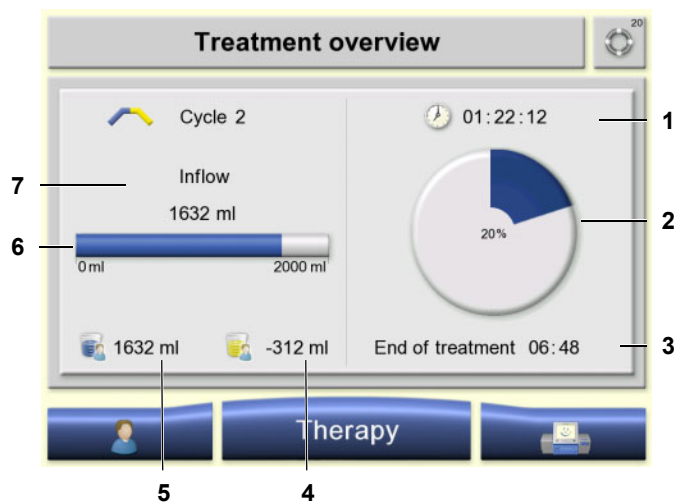 Treatment overview
20
Cycle 2
01:22:12
1
7
Inflow
1632 ml
2
20%
6
0 ml
2000 ml
1632 ml
-312 ml
End of treatment 06:48
3
Therapy
5
4